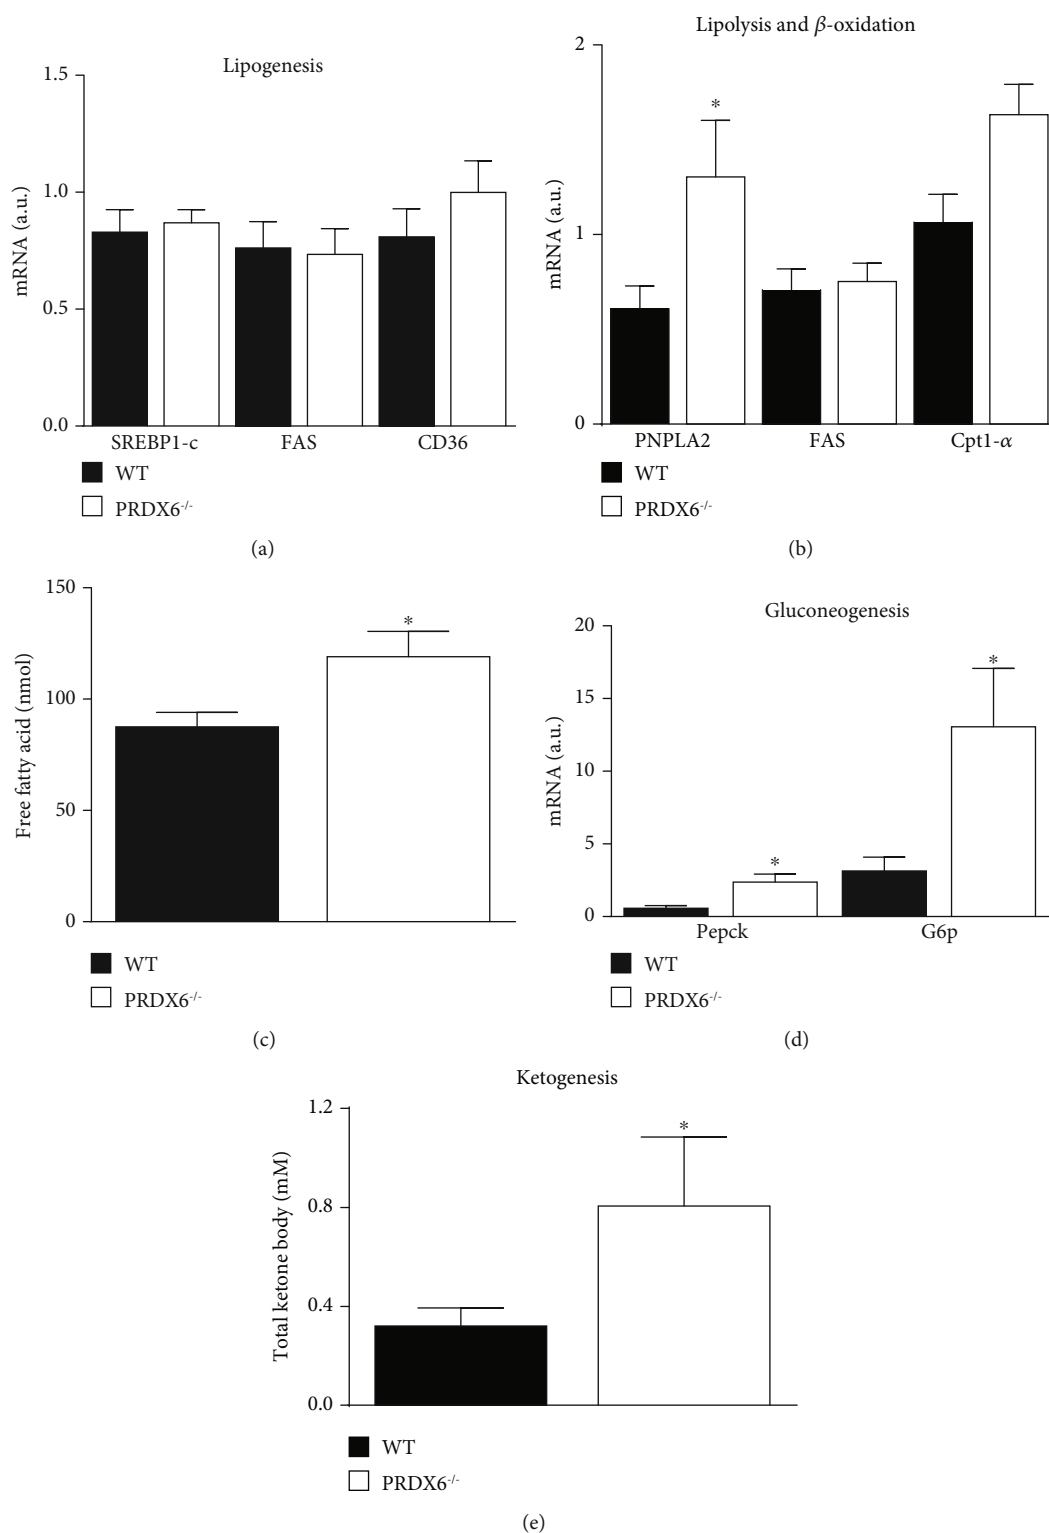 Lipogenesis
1.5
1.0
0.5
0.0
mRNA (a.u.)
SREBP1-c FAS CD36
WT
PRDX6-/-
(a)
Lipolysis and β-oxidation
2
1
0
mRNA (a.u.)
*
PNPLA2 FAS Cpt1-α
WT
PRDX6-/-
(b)
150
100
50
0
Free fatty acid (nmol)
*
WT
PRDX6-/-
(c)
Gluconeogenesis
20
15
10
5
0
mRNA (a.u.)
*
*
Pepck G6p
WT
PRDX6-/-
(d)
Ketogenesis
1.2
0.8
0.4
0.0
Total ketone body (mM)
*
WT
PRDX6-/-
(e)